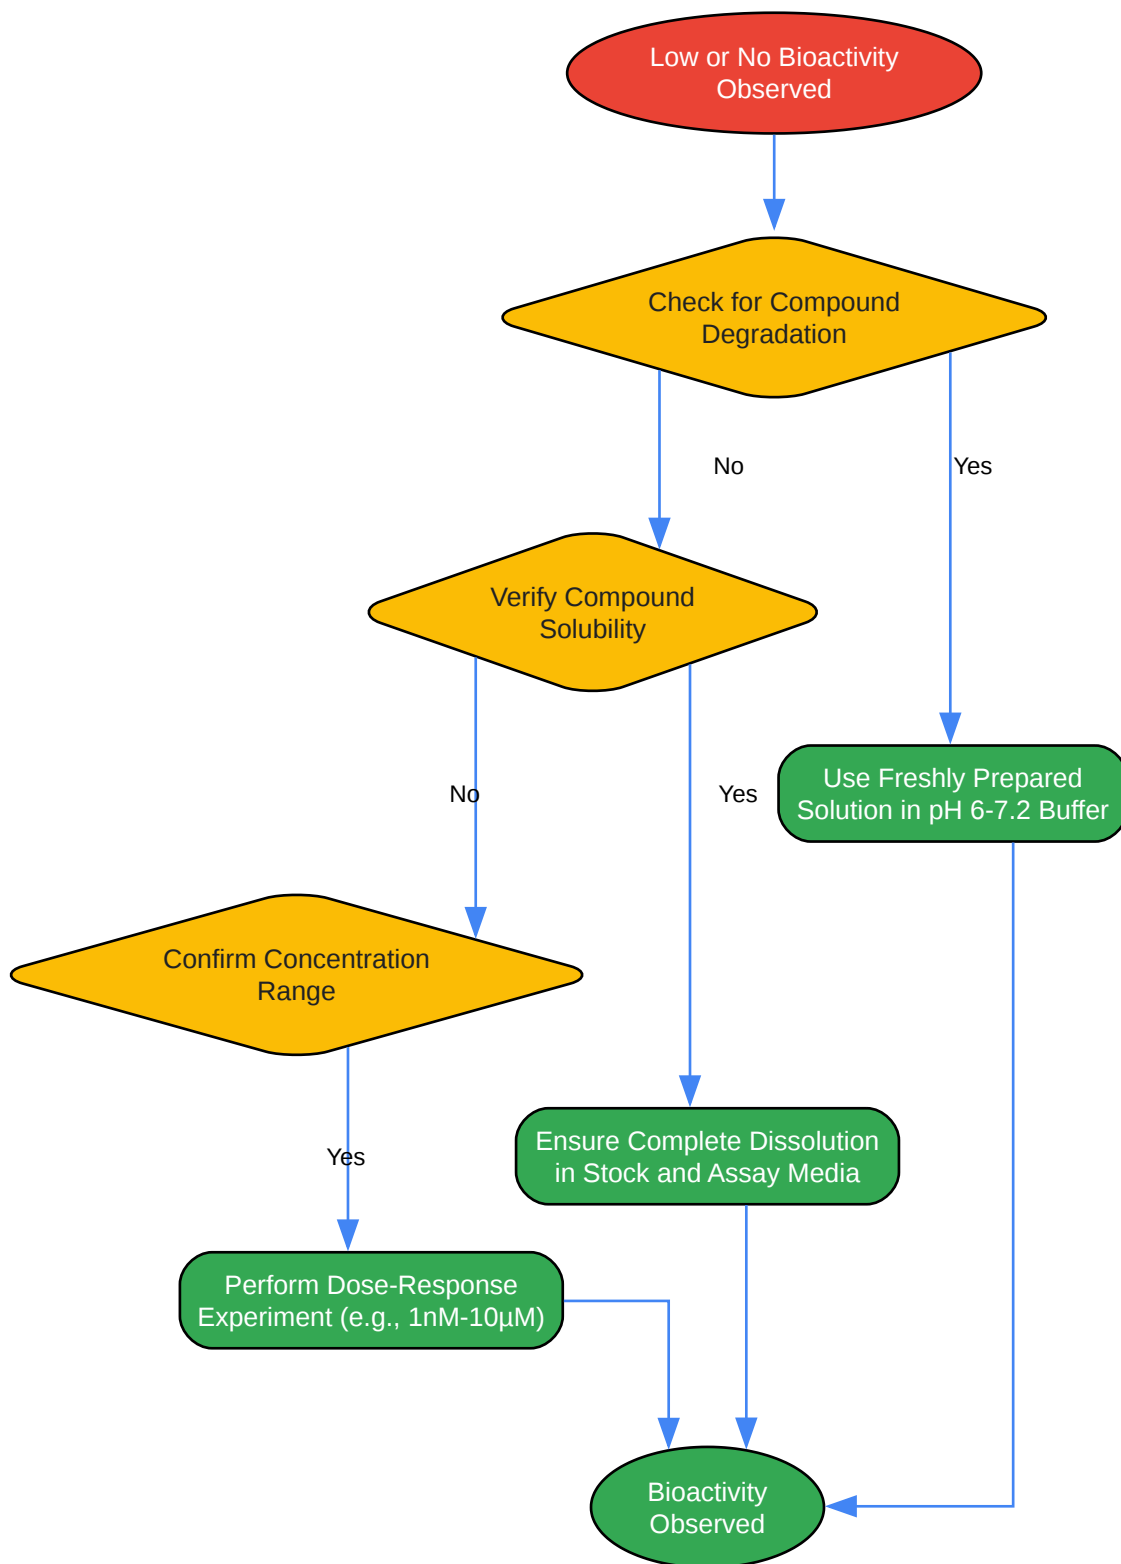 Low or No Bioactivity
Observed
Check for Compound
Degradation
No
Yes
Verify Compound
Solubility
Use Freshly Prepared
Solution in pH 6-7.2 Buffer
No
Yes
Confirm Concentration
Range
Ensure Complete Dissolution
in Stock and Assay Media
Yes
Perform Dose-Response
Experiment (e.g., 1nM-10μM)
Bioactivity
Observed